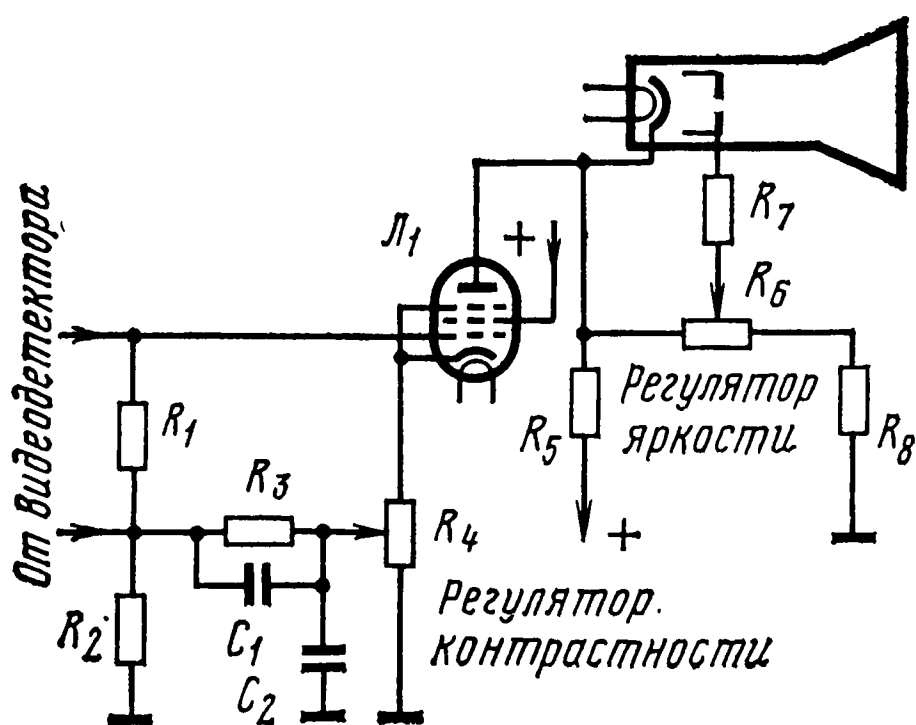 От видеодетектора
Л1
+
R7
R6
Регулятор
яркости
R5
R8
+
R1
R3
R4
R2
C1
C2
Регулятор.
контрастности